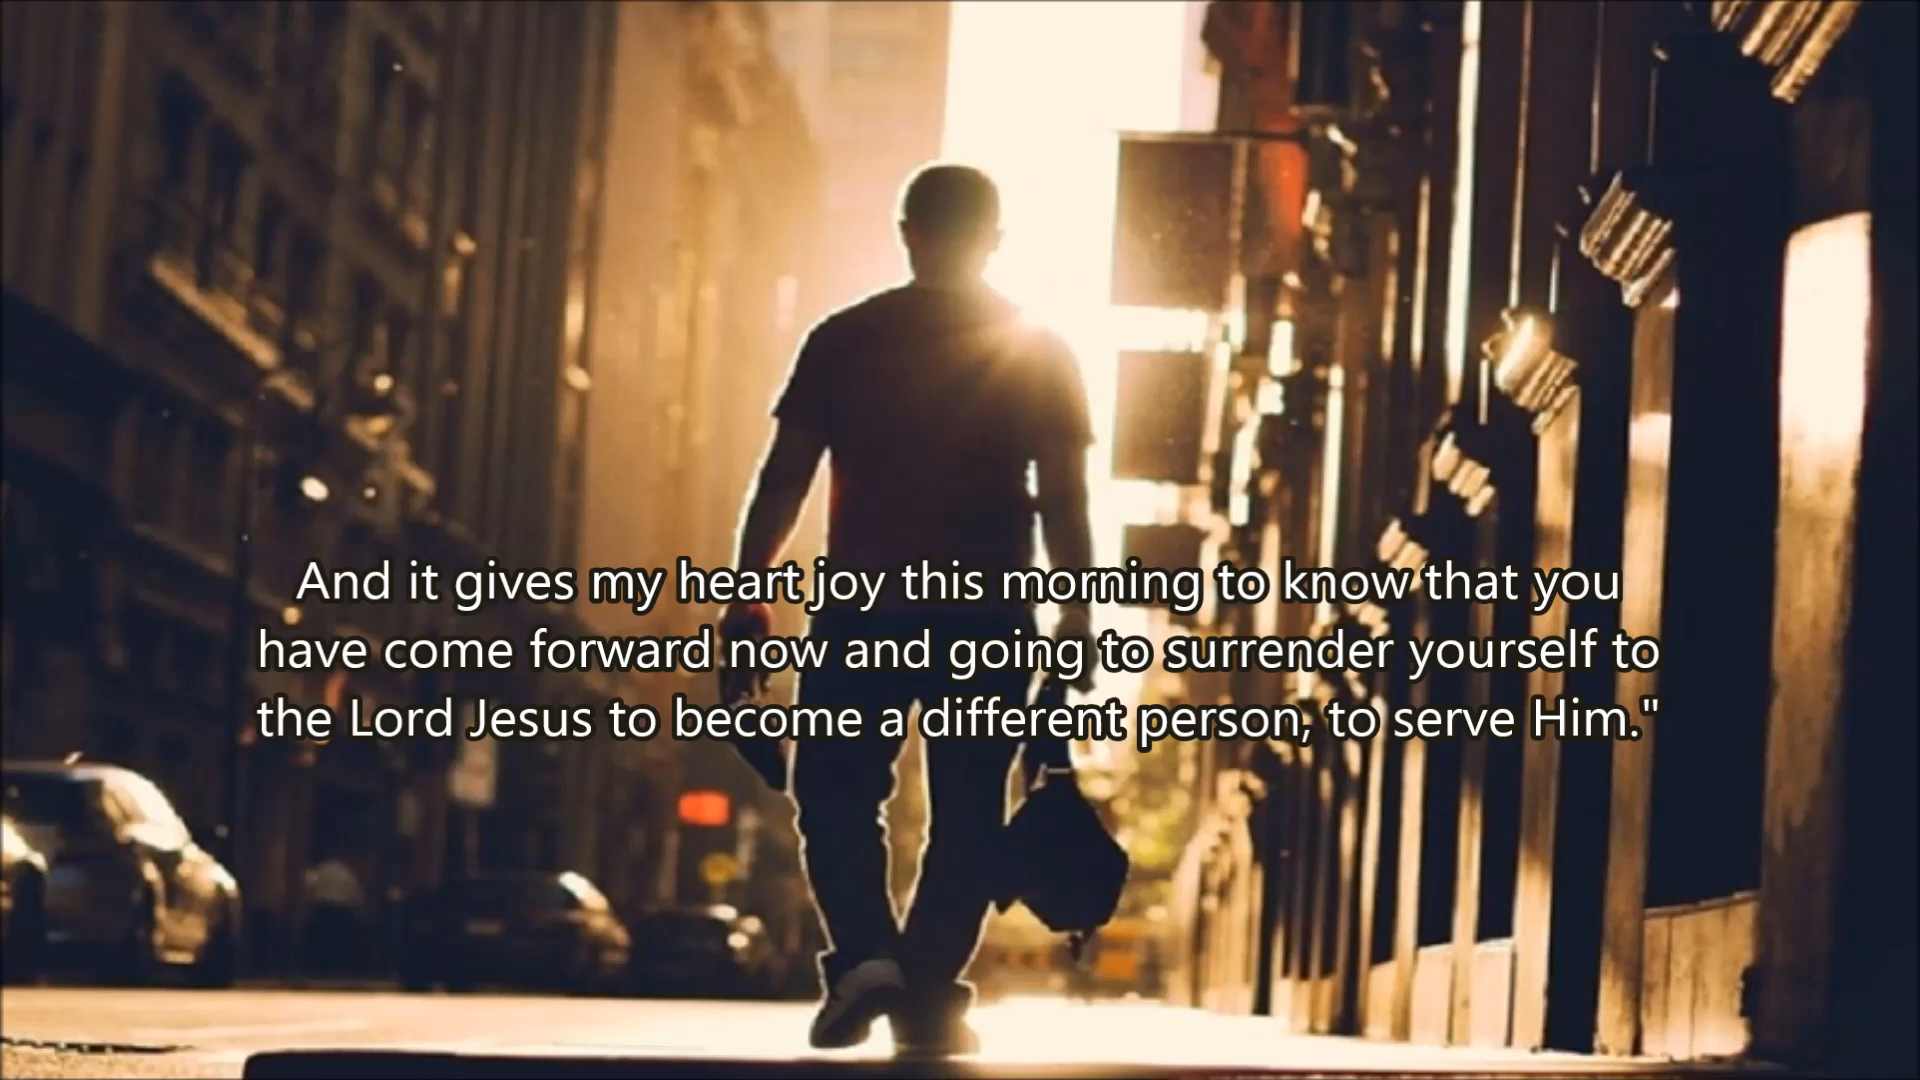 And it gives my heart joy this morning to know that you
have come forward now and going to surrender yourself to
the Lord Jesus to become a different person, to serve Him."